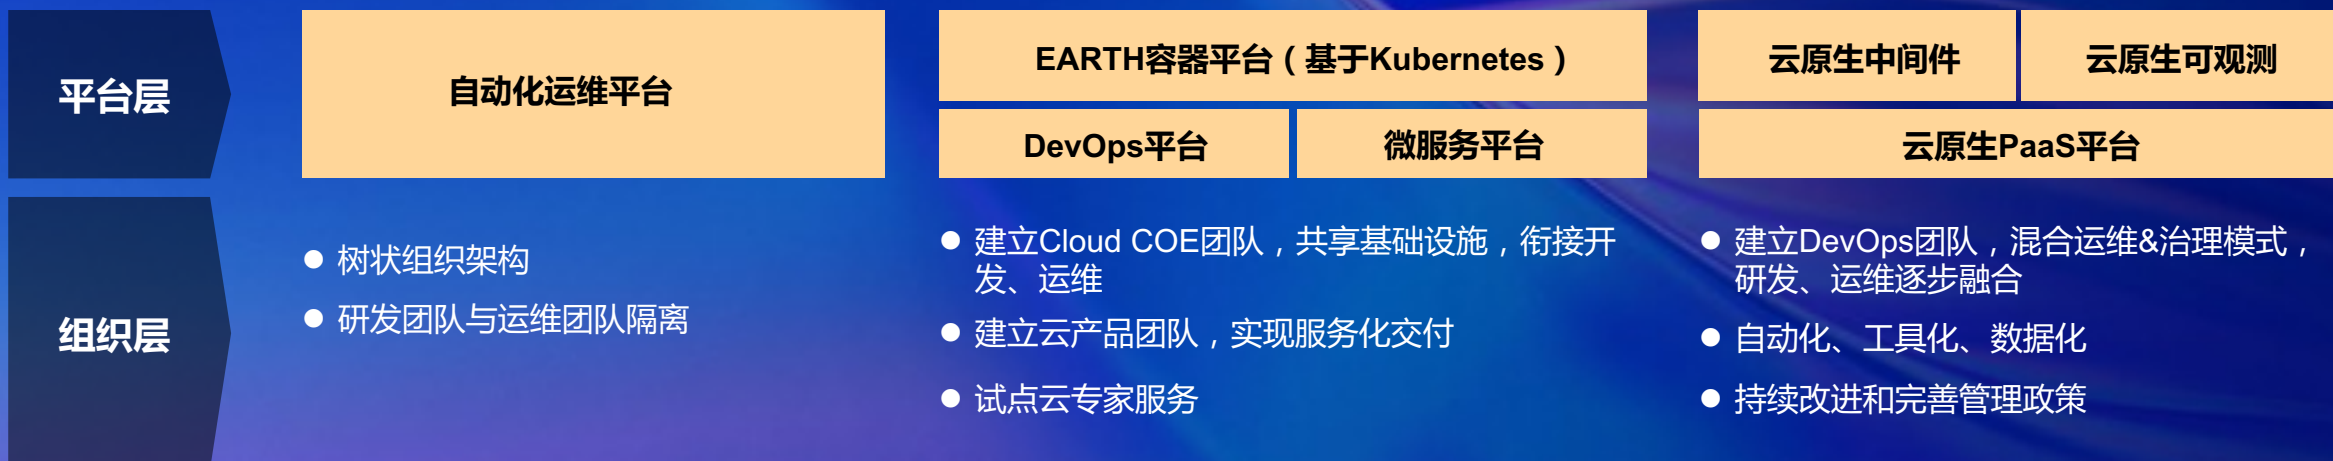 平台层
自动化运维平台
EARTH容器平台（基于Kubernetes）
DevOps平台
微服务平台
云原生中间件
云原生可观测
云原生PaaS平台
组织层
● 树状组织架构
● 研发团队与运维团队隔离
● 建立Cloud COE团队，共享基础设施，衔接开
发、运维
● 建立云产品团队，实现服务化交付
● 试点云专家服务
● 建立DevOps团队，混合运维&治理模式，
研发、运维逐步融合
● 自动化、工具化、数据化
● 持续改进和完善管理政策